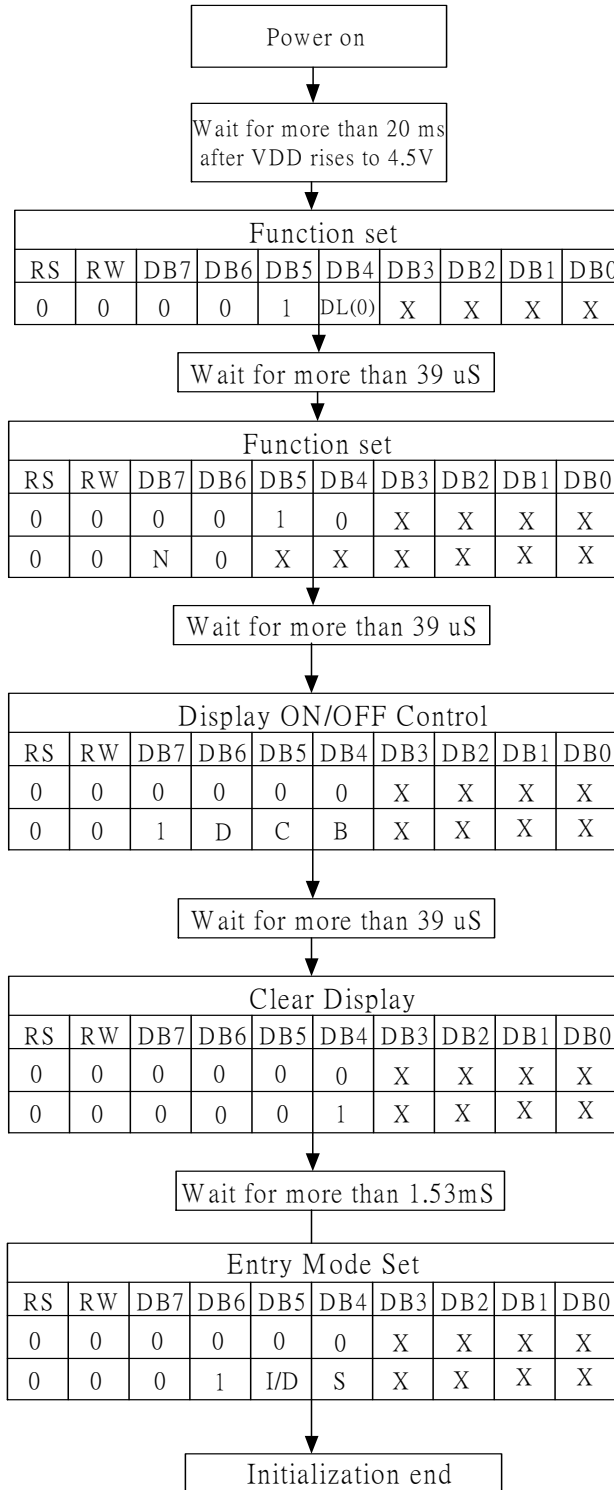 Power on
Wait for more than 20 ms
after VDD rises to 4.5V
Function set
RS RW DB7 DB6 DB5 DB4 DB3 DB2 DB1 DB0
0 0 0 0 1 DL(0) X X X X
Wait for more than 39 uS
Function set
RS RW DB7 DB6 DB5 DB4 DB3 DB2 DB1 DB0
0 0 0 0 1 0 X X X X
0 0 N 0 X X X X X X
Wait for more than 39 uS
Display ON/OFF Control
RS RW DB7 DB6 DB5 DB4 DB3 DB2 DB1 DB0
0 0 0 0 0 0 X X X X
0 0 1 D C B X X X X
Wait for more than 39 uS
Clear Display
RS RW DB7 DB6 DB5 DB4 DB3 DB2 DB1 DB0
0 0 0 0 0 0 X X X X
0 0 0 0 0 1 X X X X
Wait for more than 1.53mS
Entry Mode Set
RS RW DB7 DB6 DB5 DB4 DB3 DB2 DB1 DB0
0 0 0 0 0 0 X X X X
0 0 0 1 I/D S X X X X
Initialization end